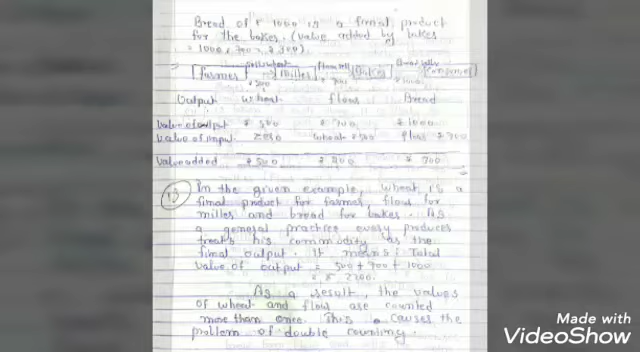 Bread of ₹ 1000 is a final product
for the baker. (value added by baker
= 1000 - 700 = ₹ 300)
Farmer Miller Baker Consumer
₹ 500 ₹ 700 ₹ 1000
Output Wheat Flour Bread
Value of output ₹ 500 ₹ 700 ₹ 1000
Value of input Zero Wheat ₹ 500 Flour ₹ 700
Value added ₹ 500 ₹ 200 ₹ 300
In the given example, wheat is a
final product for farmer, flour for
miller and bread for baker. As
a general practice every producer
treats his commodity as the
final output. It means: Total
value of output = 500 + 700 + 1000
= ₹ 2200.
As a result, the values
of wheat and flour are counted
more than once. This causes the
problem of double counting.
Made with
VideoShow